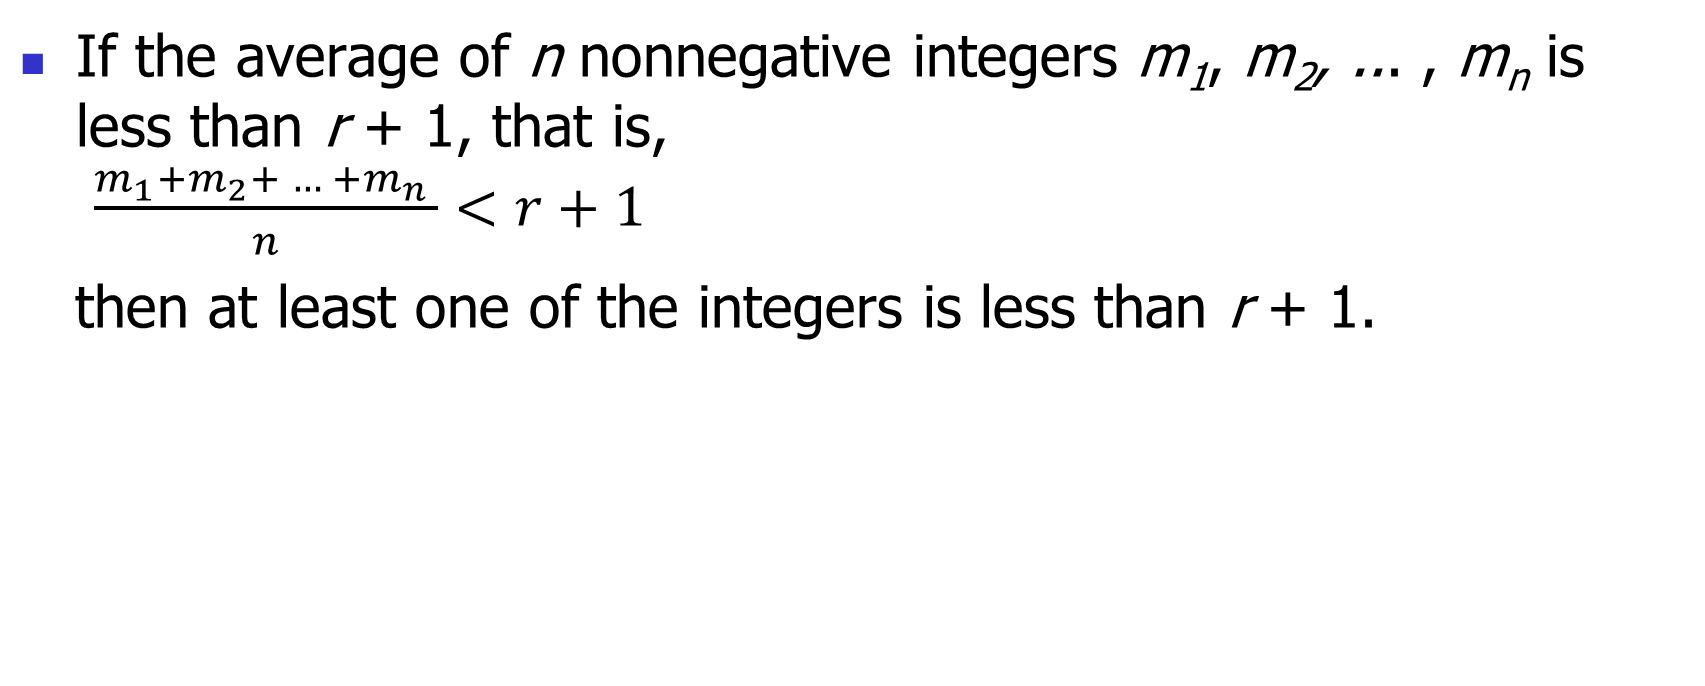 ▪ If the average of n nonnegative integers m₁, m₂, ... , mₙ is
less than r + 1, that is,
(m₁+m₂+ … +mₙ)/n < r + 1
then at least one of the integers is less than r + 1.